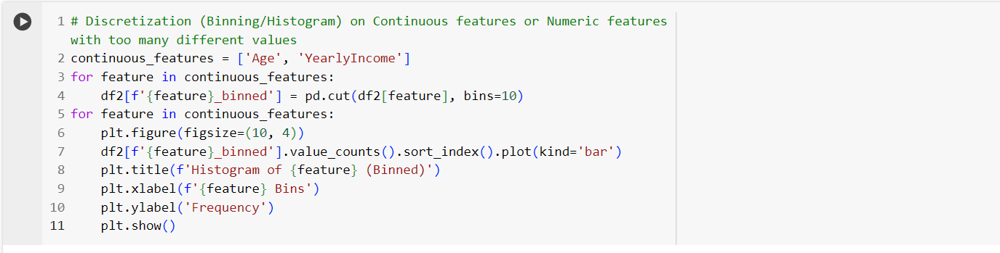 1 # Discretization (Binning/Histogram) on Continuous features or Numeric features
with too many different values
2 continuous_features = ['Age', 'YearlyIncome']
3 for feature in continuous_features:
4     df2[f'{feature}_binned'] = pd.cut(df2[feature], bins=10)
5 for feature in continuous_features:
6     plt.figure(figsize=(10, 4))
7     df2[f'{feature}_binned'].value_counts().sort_index().plot(kind='bar')
8     plt.title(f'Histogram of {feature} (Binned)')
9     plt.xlabel(f'{feature} Bins')
10     plt.ylabel('Frequency')
11     plt.show()